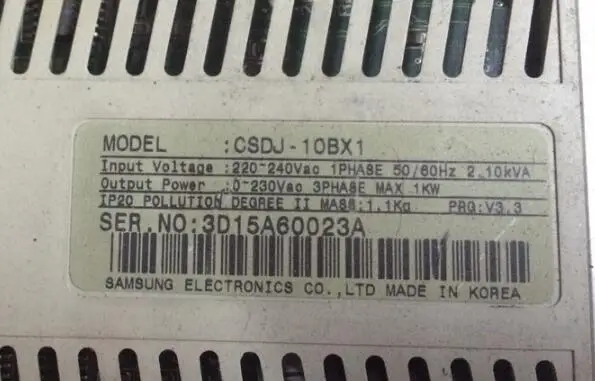 MODEL :CSDJ-10BX1
Input Voltage :220~240Vac 1PHASE 50/60Hz 2.10kVA
Output Power :0~230Vac 3PHASE MAX 1KW
IP20 POLLUTION DEGREE II MASS:1.1Kg PRG:V3.3
SER.NO:3D15A60023A
SAMSUNG ELECTRONICS CO.,LTD MADE IN KOREA